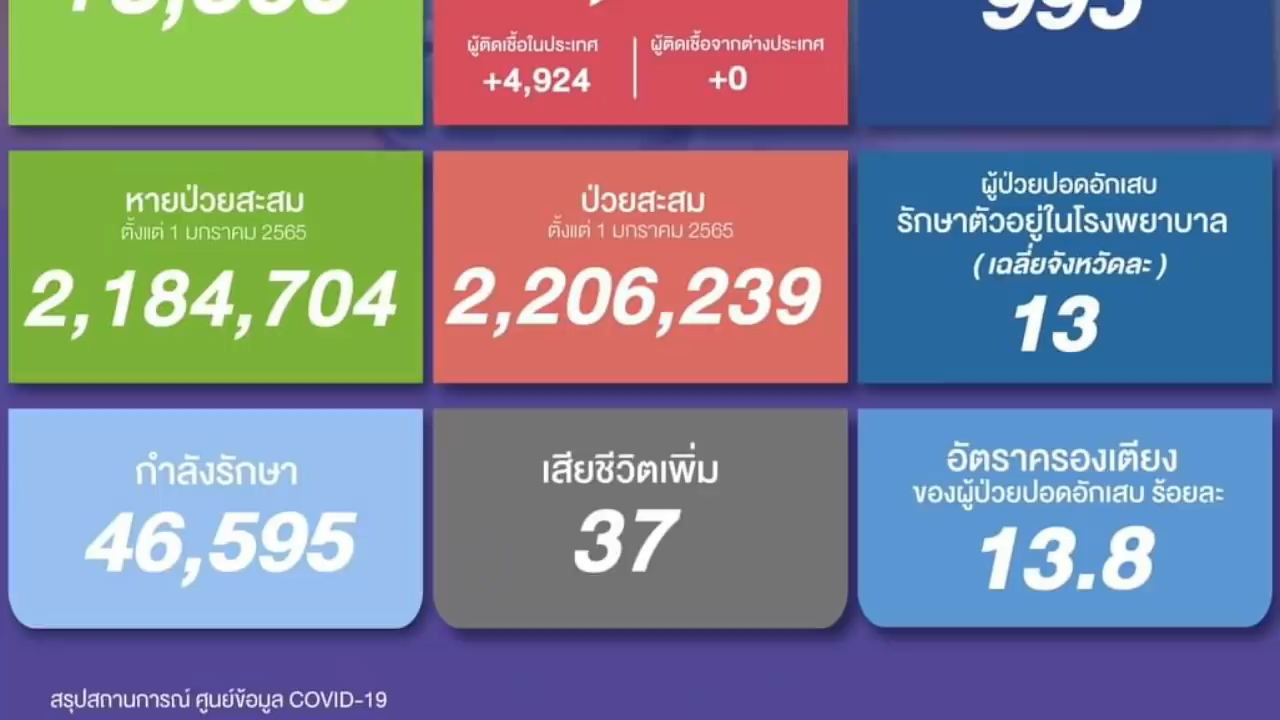 ผู้ติดเชื้อในประเทศ
+4,924
ผู้ติดเชื้อจากต่างประเทศ
+0
หายป่วยสะสม
ตั้งแต่ 1 มกราคม 2565
2,184,704
ป่วยสะสม
ตั้งแต่ 1 มกราคม 2565
2,206,239
ผู้ป่วยปอดอักเสบ
รักษาตัวอยู่ในโรงพยาบาล
(เฉลี่ยจังหวัดละ)
13
กำลังรักษา
46,595
เสียชีวิตเพิ่ม
37
อัตราครองเตียง
ของผู้ป่วยปอดอักเสบ ร้อยละ
13.8
สรุปสถานการณ์ ศูนย์ข้อมูล COVID-19